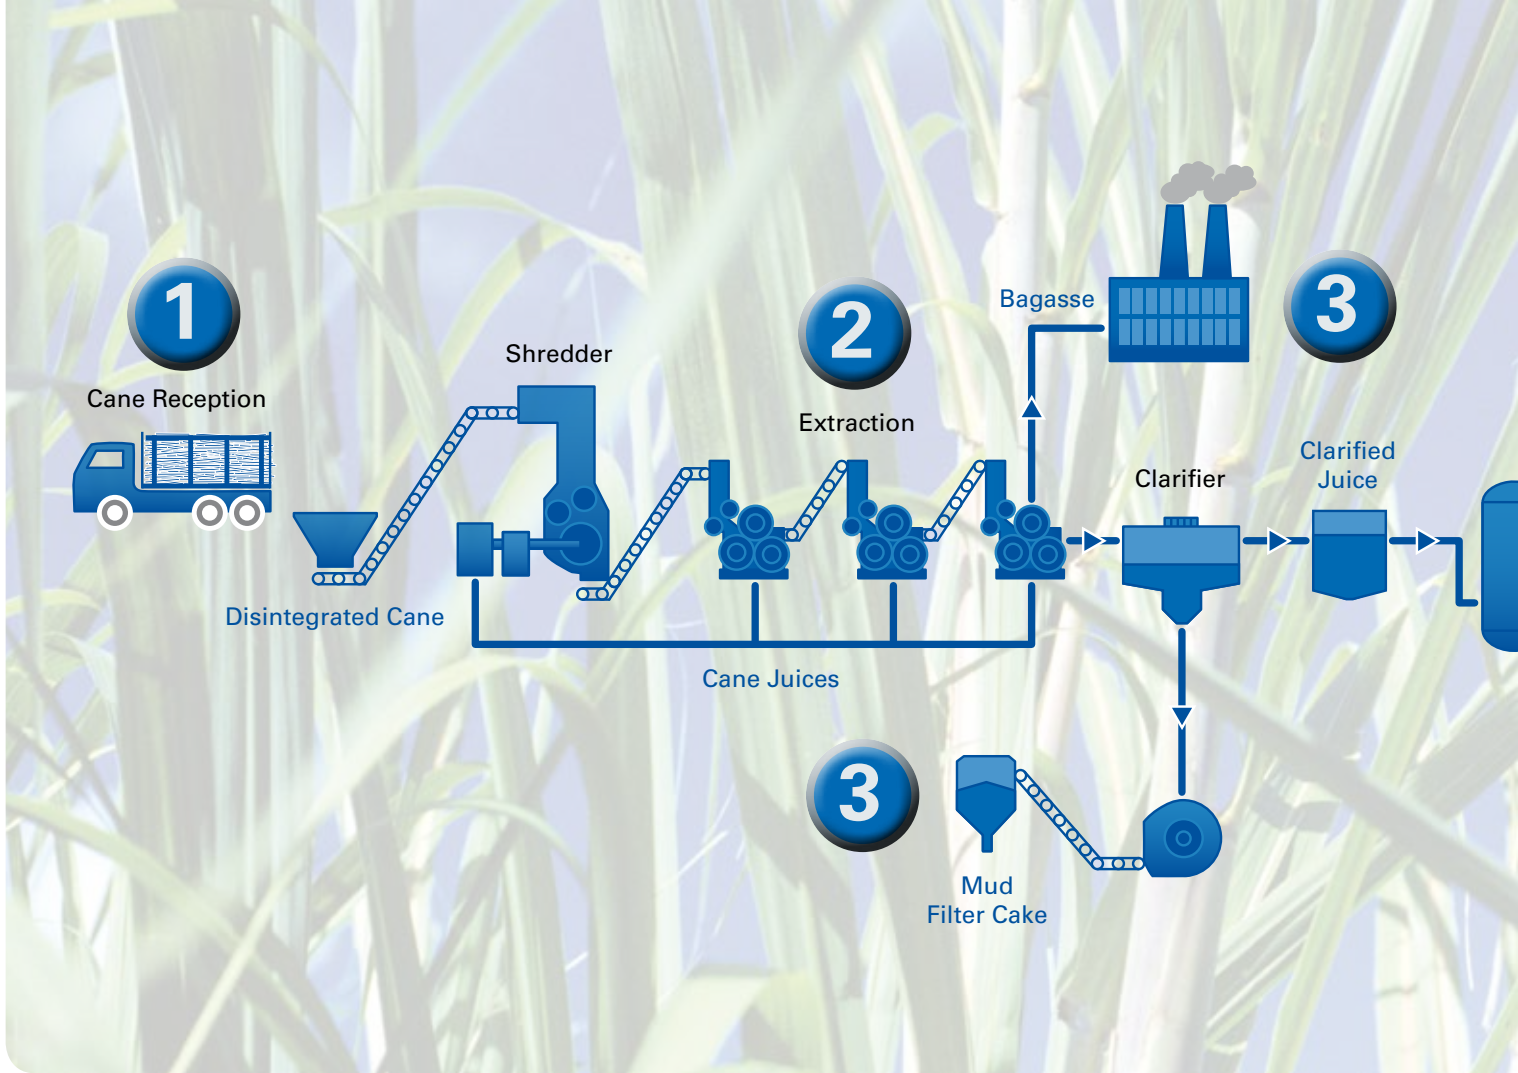 1
Cane Reception
Shredder
Disintegrated Cane
2
Extraction
Cane Juices
Bagasse
3
Clarifier
Clarified
Juice
3
Mud
Filter Cake